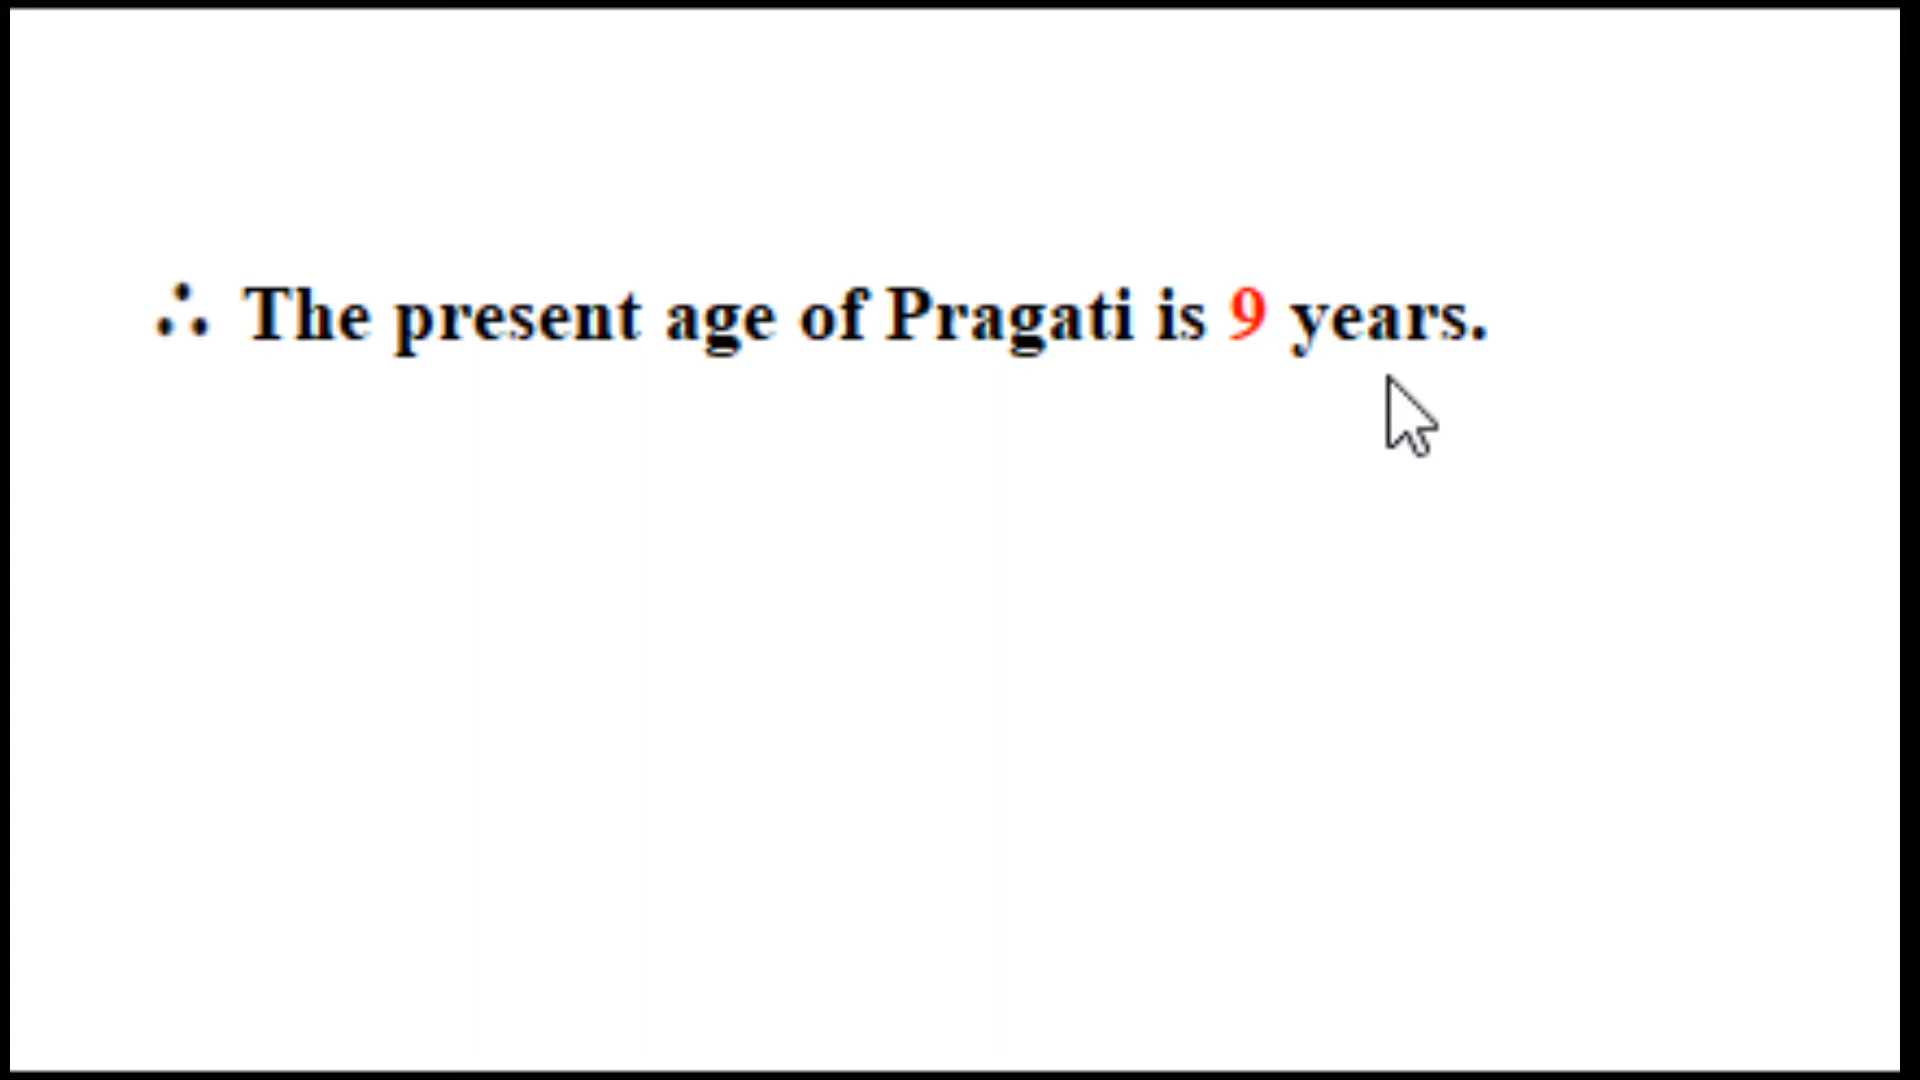 ∴ The present age of Pragati is 9 years.